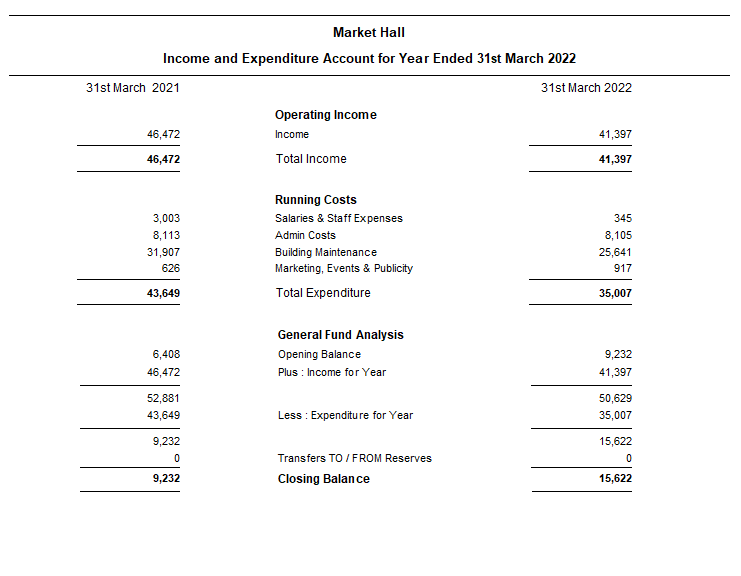 Market Hall
Income and Expenditure Account for Year Ended 31st March 2022
31st March 2021 31st March 2022
Operating Income
46,472 Income 41,397
46,472 Total Income 41,397
Running Costs
3,003 Salaries & Staff Expenses 345
8,113 Admin Costs 8,105
31,907 Building Maintenance 25,641
626 Marketing, Events & Publicity 917
43,649 Total Expenditure 35,007
General Fund Analysis
6,408 Opening Balance 9,232
46,472 Plus : Income for Year 41,397
52,881 50,629
43,649 Less : Expenditure for Year 35,007
9,232 15,622
0 Transfers TO / FROM Reserves 0
9,232 Closing Balance 15,622